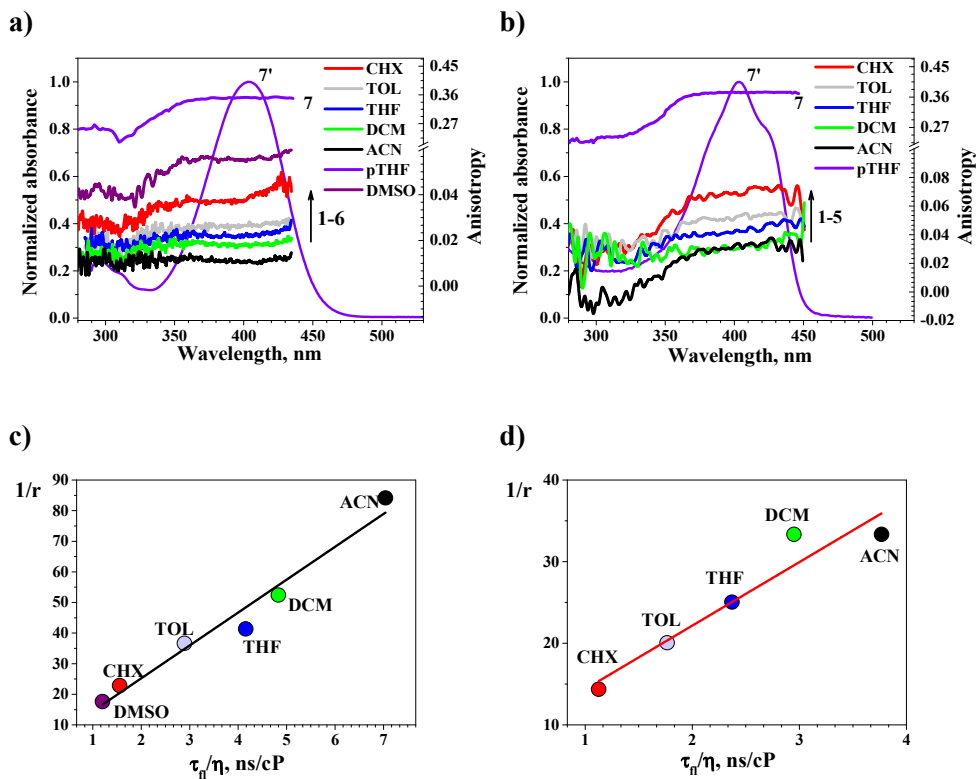 a)
Normalized absorbance
1.0
0.8
0.6
0.4
0.2
0.0
7'
7
CHX
TOL
THF
DCM
ACN
pTHF
DMSO
1-6
0.45
0.36
0.27
0.04
0.02
0.00
Anisotropy
300 350 400 450 500
Wavelength, nm
b)
Normalized absorbance
1.0
0.8
0.6
0.4
0.2
0.0
7'
7
CHX
TOL
THF
DCM
ACN
pTHF
1-5
0.45
0.36
0.27
0.08
0.06
0.04
0.02
0.00
-0.02
Anisotropy
300 350 400 450 500
Wavelength, nm
c)
1/r
90
80
70
60
50
40
30
20
10
ACN
DCM
THF
TOL
CHX
DMSO
1 2 3 4 5 6 7
τfl/η, ns/cP
d)
1/r
40
30
20
10
DCM
ACN
THF
TOL
CHX
1 2 3 4
τfl/η, ns/cP